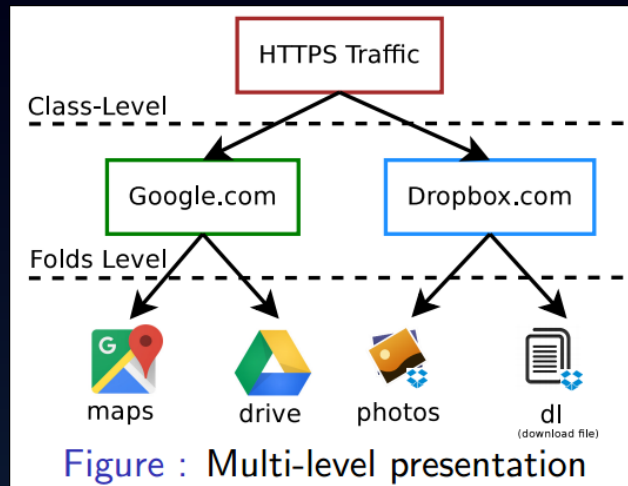 HTTPS Traffic
Class-Level
Google.com Dropbox.com
Folds Level
G
maps drive photos dl
(download file)
Figure : Multi-level presentation